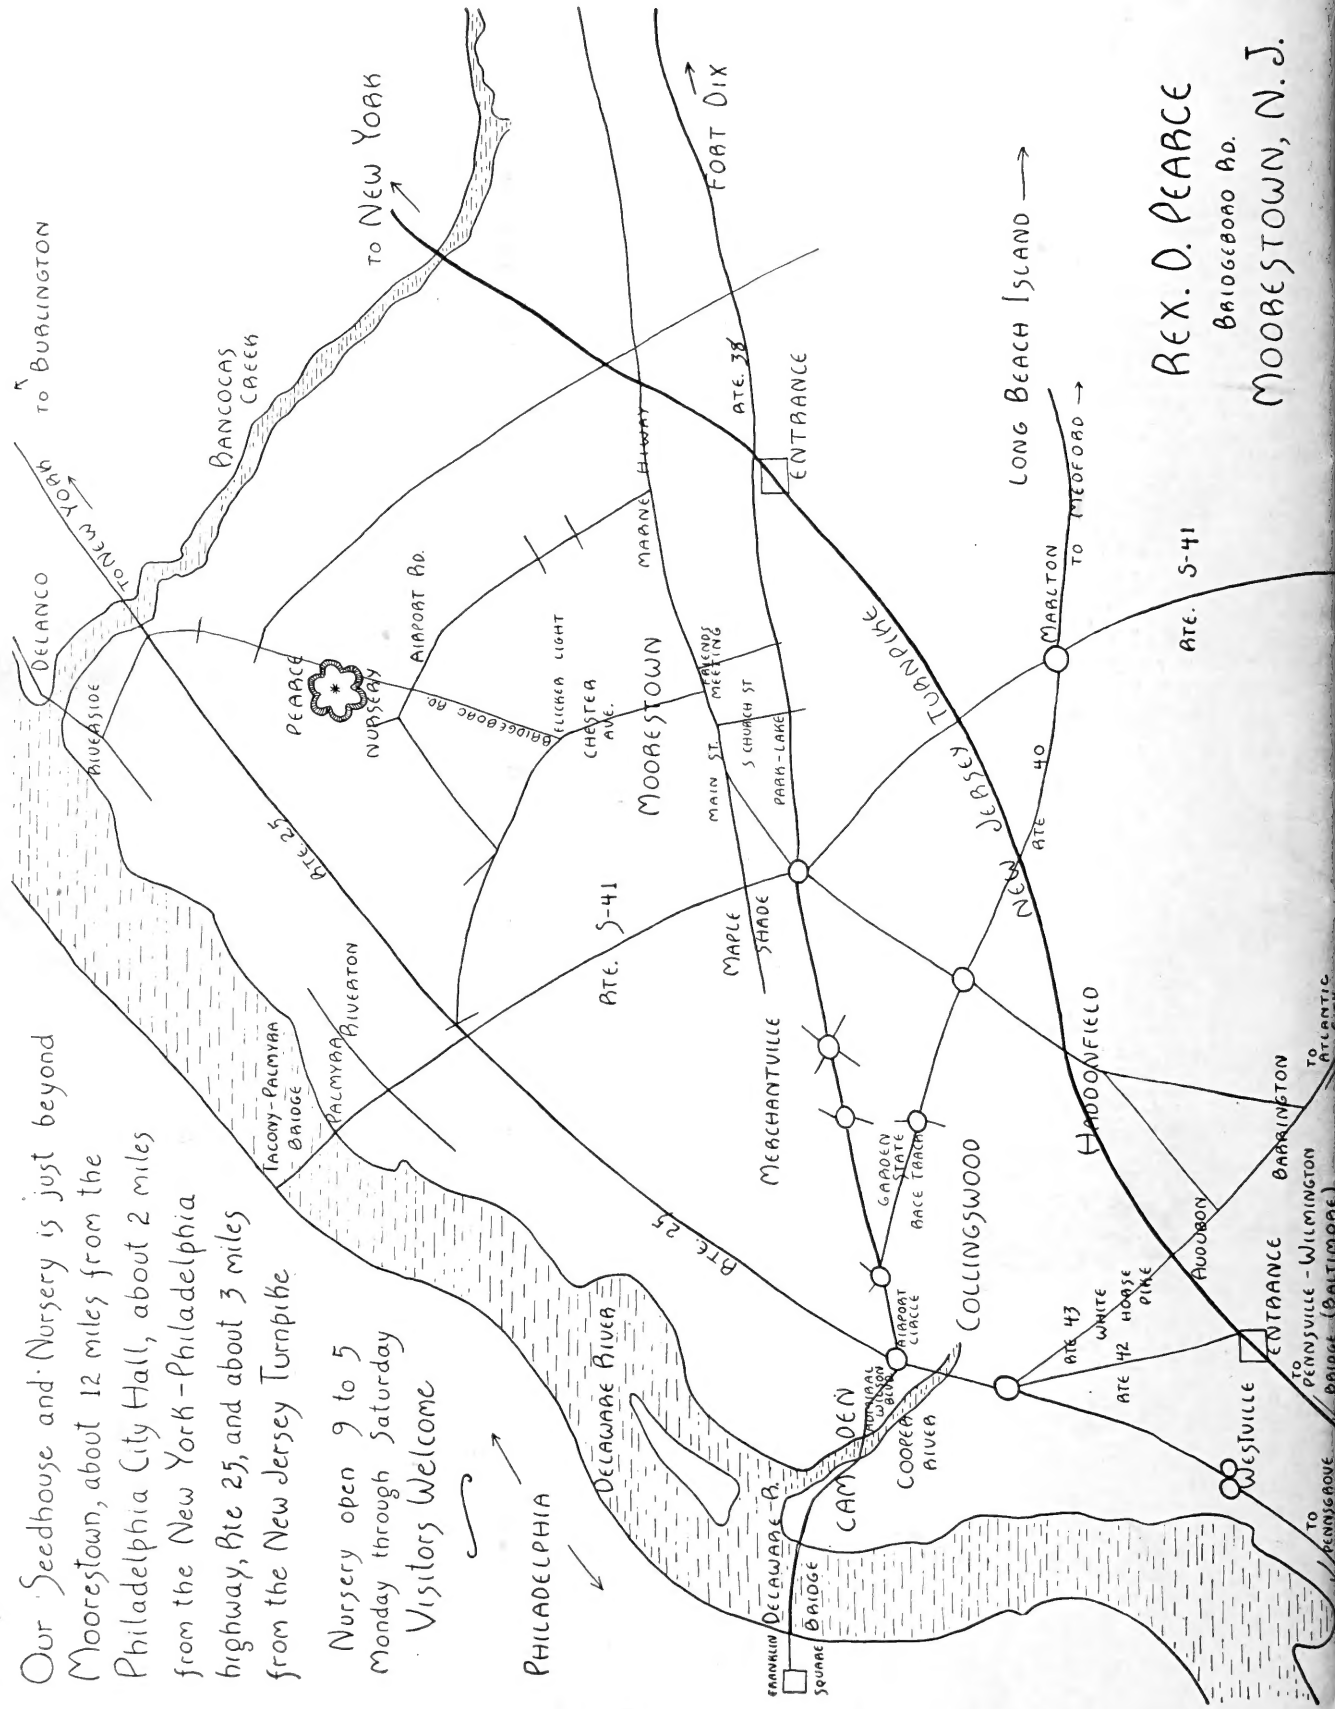 Our Seedhouse and Nursery is just beyond
Moorestown, about 12 miles from the
Philadelphia City Hall, about 2 miles
from the New York-Philadelphia
highway, Rte 25, and about 3 miles
from the New Jersey Turnpike
Nursery open 9 to 5
Monday through Saturday
Visitors Welcome
PHILADELPHIA
DELANCO
TO BURLINGTON
TO NEW YORK
RIVERSIDE
RANCOCAS
CREEK
TO NEW YORK
PEARCE
NURSERY
AIRPORT RD.
BRIDGEBORO RD.
FLICKER LIGHT
CHESTER
AVE.
RTE. 25
TACONY-PALMYRA
BRIDGE
PALMYRA
RIVERTON
RTE. S-41
MOORESTOWN
MAIN ST.
FRIENDS
MEETING
S CHURCH ST
PARK-LAKE
MARNE HIWAY
RTE. 38
FORT DIX
ENTRANCE
MAPLE
SHADE
MERCHANTVILLE
RTE. 25
DELAWARE RIVER
GARDEN
STATE
RACE TRACK
COLLINGSWOOD
AIRPORT
CIRCLE
ADMIRAL
WILSON
BLVD
CAMDEN
COOPER
RIVER
FRANKLIN
SQUARE
DELAWARE R.
BRIDGE
NEW JERSEY TURNPIKE
RTE 40
MARLTON
TO MEDFORD
LONG BEACH ISLAND
RTE. S-41
HADDONFIELD
BARRINGTON
TO
ATLANTIC
AUDUBON
RTE 43
WHITE
HORSE
PIKE
RTE 42
ENTRANCE
WESTVILLE
TO
PENNSVILLE-WILMINGTON
BRIDGE (BALTIMORE)
TO
PENNSGROVE
REX. D. PEARCE
BRIDGEBORO RD.
MOORESTOWN, N.J.